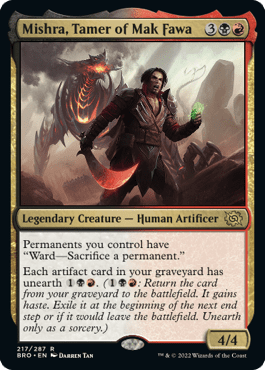 Mishra, Tamer of Mak Fawa 3
Legendary Creature — Human Artificer
Permanents you control have
“Ward—Sacrifice a permanent.”
Each artifact card in your graveyard has
unearth 1. (1: Return the card
from your graveyard to the battlefield. It gains
haste. Exile it at the beginning of the next end
step or if it would leave the battlefield. Unearth
only as a sorcery.)
4/4
217/287 R
BRO • EN DARREN TAN
™ & © 2022 Wizards of the Coast